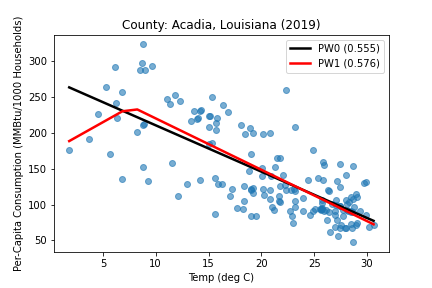 County: Acadia, Louisiana (2019)
PW0 (0.555)
PW1 (0.576)
Per-Capita Consumption (MMBtu/1000 Households)
300
250
200
150
100
50
5 10 15 20 25 30
Temp (deg C)